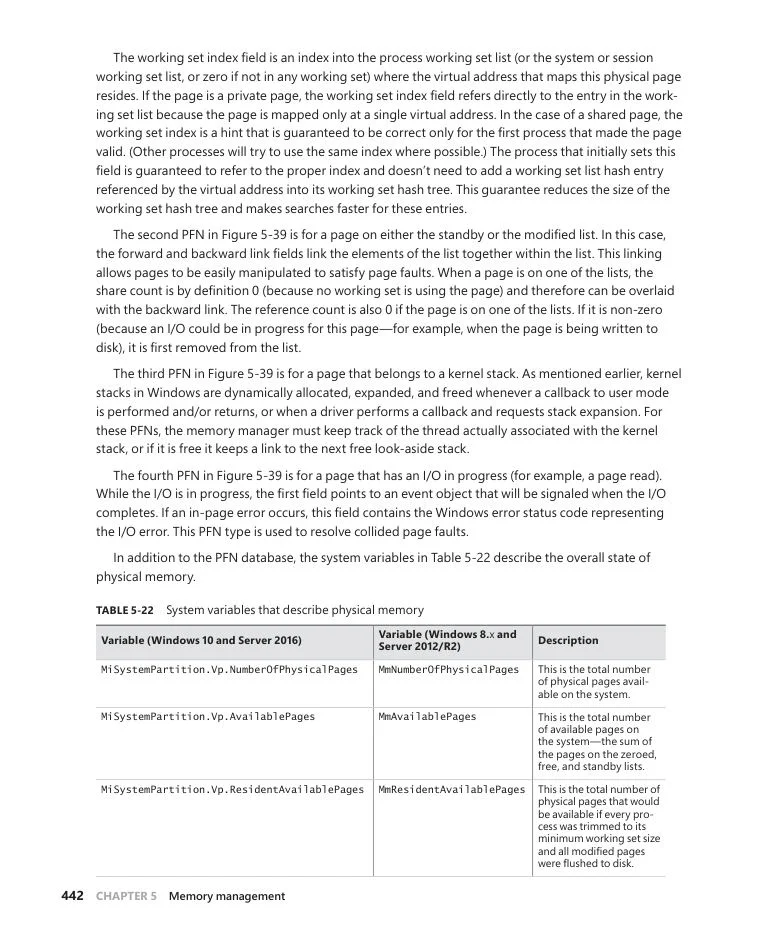 The working set index field is an index into the process working set list (or the system or session
working set list, or zero if not in any working set) where the virtual address that maps this physical page
resides. If the page is a private page, the working set index field refers directly to the entry in the work-
ing set list because the page is mapped only at a single virtual address. In the case of a shared page, the
working set index is a hint that is guaranteed to be correct only for the first process that made the page
valid. (Other processes will try to use the same index where possible.) The process that initially sets this
field is guaranteed to refer to the proper index and doesn't need to add a working set list hash entry
referenced by the virtual address into its working set hash tree. This guarantee reduces the size of the
working set hash tree and makes searches faster for these entries.
The second PFN in Figure 5-39 is for a page on either the standby or the modified list. In this case,
the forward and backward link fields link the elements of the list together within the list. This linking
allows pages to be easily manipulated to satisfy page faults. When a page is on one of the lists, the
share count is by definition 0 (because no working set is using the page) and therefore can be overlaid
with the backward link. The reference count is also 0 if the page is on one of the lists. If it is non-zero
(because an I/O could be in progress for this page—for example, when the page is being written to
disk), it is first removed from the list.
The third PFN in Figure 5-39 is for a page that belongs to a kernel stack. As mentioned earlier, kernel
stacks in Windows are dynamically allocated, expanded, and freed whenever a callback to user mode
is performed and/or returns, or when a driver performs a callback and requests stack expansion. For
these PFNs, the memory manager must keep track of the thread actually associated with the kernel
stack, or if it is free it keeps a link to the next free look-aside stack.
The fourth PFN in Figure 5-39 is for a page that has an I/O in progress (for example, a page read).
While the I/O is in progress, the first field points to an event object that will be signaled when the I/O
completes. If an in-page error occurs, this field contains the Windows error status code representing
the I/O error. This PFN type is used to resolve collided page faults.
In addition to the PFN database, the system variables in Table 5-22 describe the overall state of
physical memory.
TABLE 5-22 System variables that describe physical memory
Variable (Windows 10 and Server 2016)
Variable (Windows 8.x and
Server 2012/R2)
Description
MiSystemPartition.Vp.NumberOfPhysicalPages
MmNumberOfPhysicalPages
This is the total number
of physical pages avail-
able on the system.
MiSystemPartition.Vp.AvailablePages
MmAvailablePages
This is the total number
of available pages on
the system—the sum of
the pages on the zeroed,
free, and standby lists.
MiSystemPartition.Vp.ResidentAvailablePages
MmResidentAvailablePages
This is the total number of
physical pages that would
be available if every pro-
cess was trimmed to its
minimum working set size
and all modified pages
were flushed to disk.
442 CHAPTER 5 Memory management